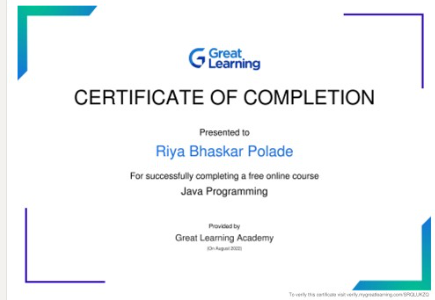 Great
Learning
CERTIFICATE OF COMPLETION
Presented to
Riya Bhaskar Polade
For successfully completing a free online course
Java Programming
Provided by
Great Learning Academy
(On August 2022)
To verify this certificate visit verify.mygreatlearning.com/